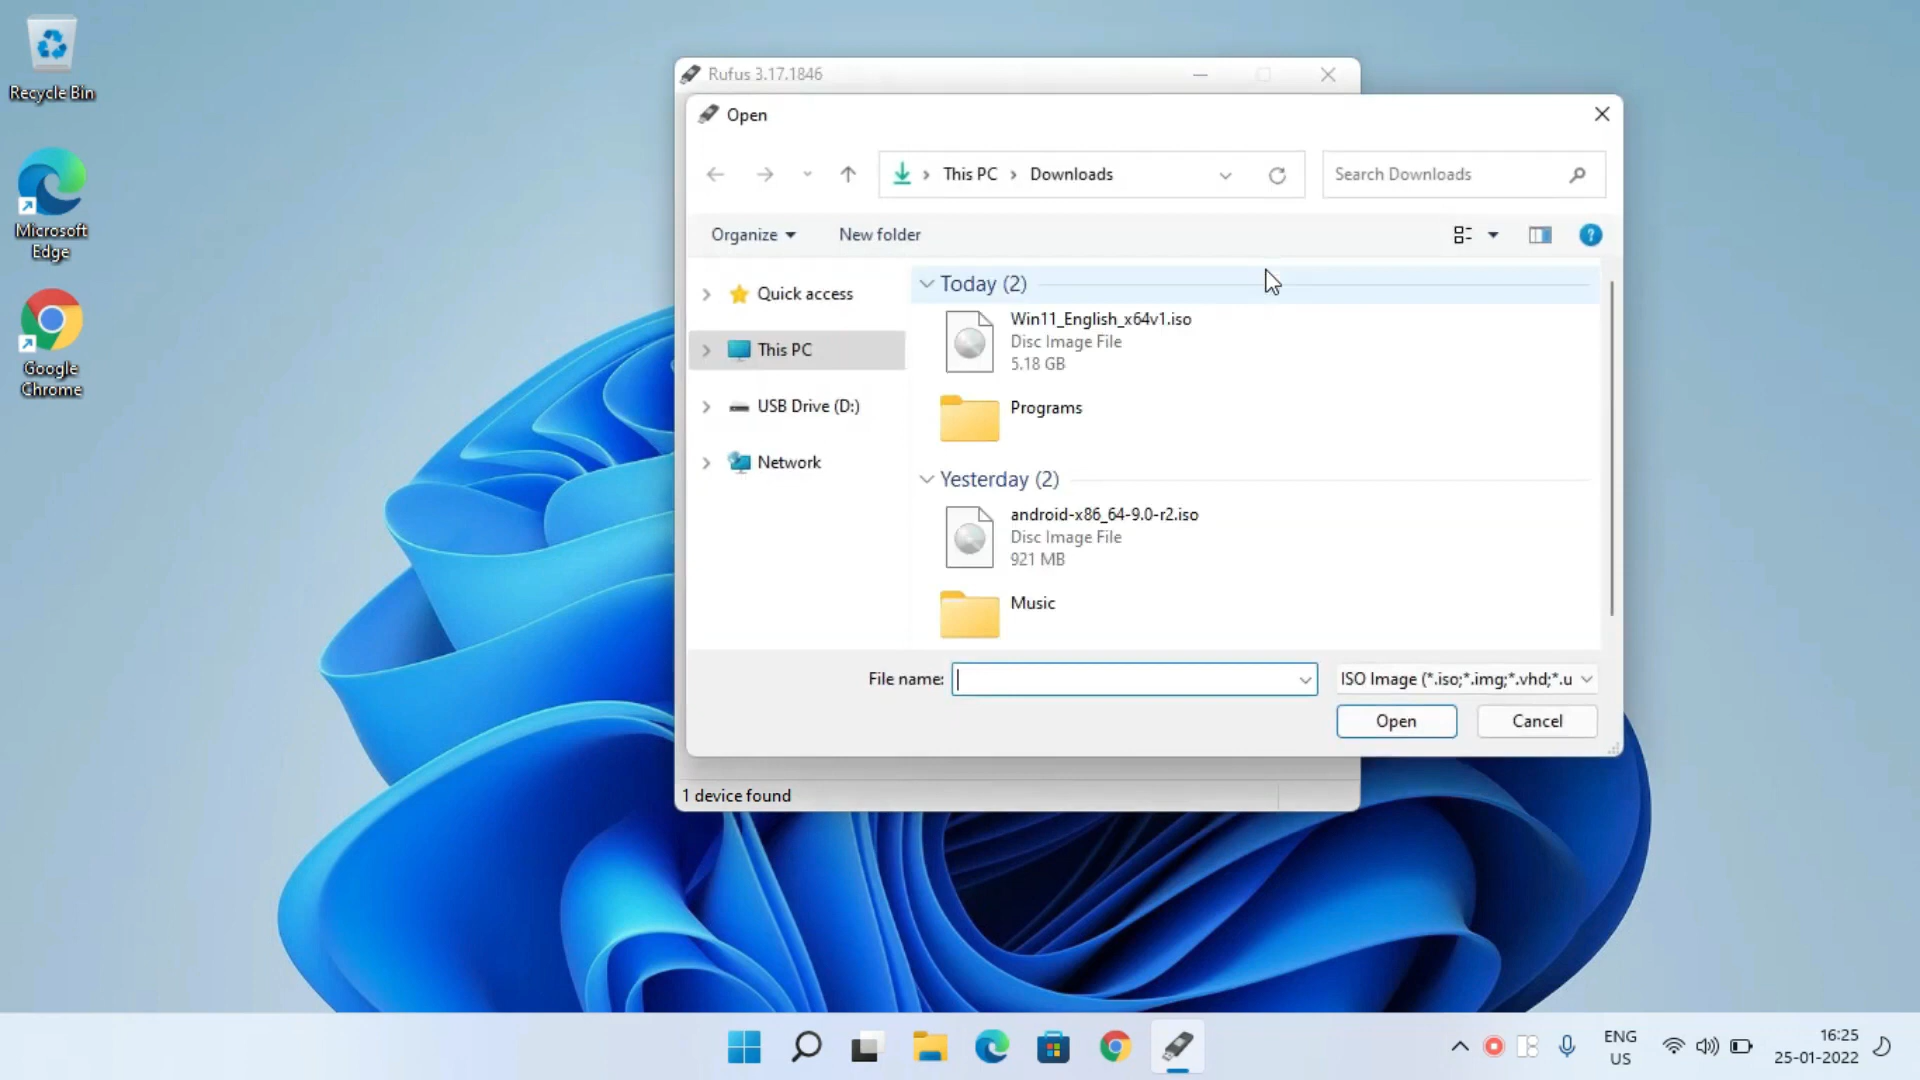 Recycle Bin
Microsoft
Edge
Google
Chrome
Rufus 3.17.1846
Open
This PC
Downloads
Search Downloads
Organize
New folder
?
Quick access
This PC
USB Drive (D:)
Network
Today (2)
Win11_English_x64v1.iso
Disc Image File
5.18 GB
Programs
Yesterday (2)
android-x86_64-9.0-r2.iso
Disc Image File
921 MB
Music
File name:
ISO Image (*.iso;*.img;*.vhd;*.u
Open
Cancel
1 device found
ENG
US
16:25
25-01-2022